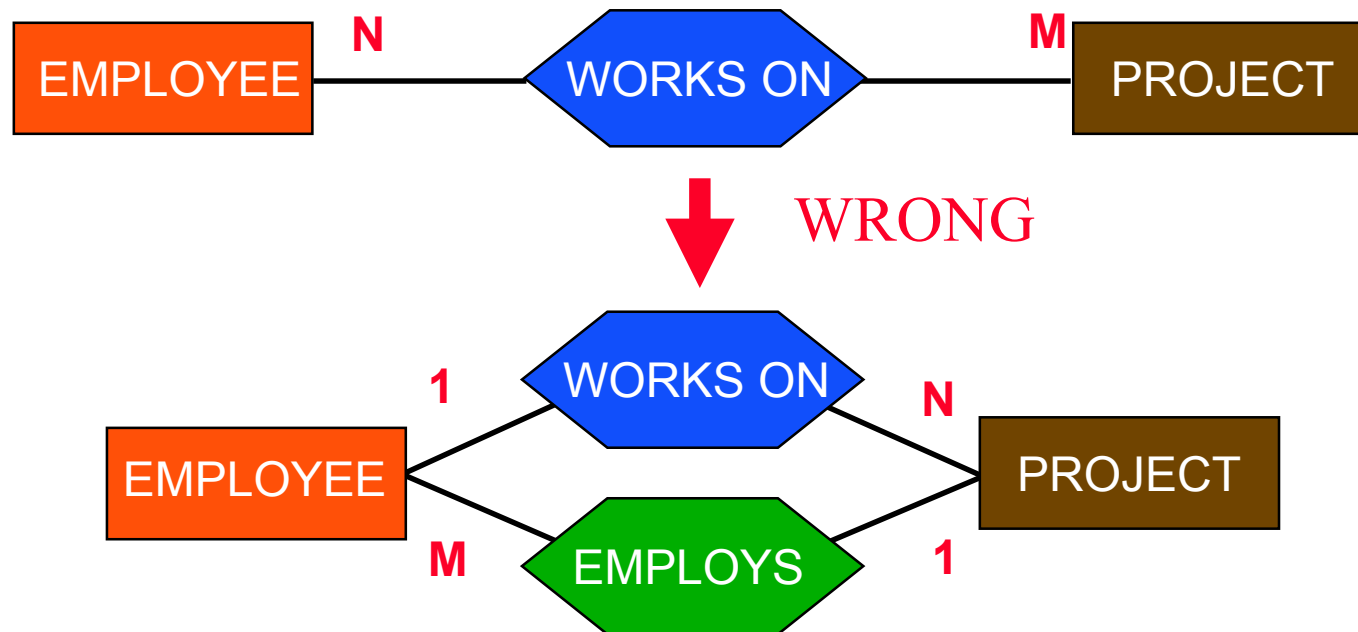 N
M
EMPLOYEE
WORKS ON
PROJECT
WRONG
1
WORKS ON
N
EMPLOYEE
PROJECT
M
EMPLOYS
1